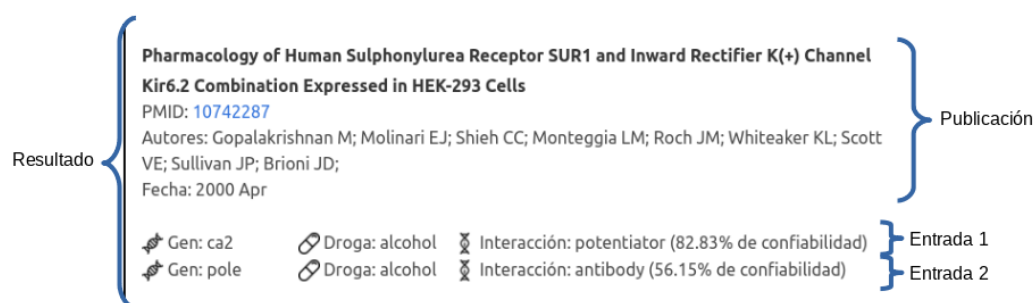 Pharmacology of Human Sulphonylurea Receptor SUR1 and Inward Rectifier K(+) Channel
Kir6.2 Combination Expressed in HEK-293 Cells
PMID: 10742287
Publicación
Autores: Gopalakrishnan M; Molinari EJ; Shieh CC; Monteggia LM; Roch JM; Whiteaker KL; Scott
Resultado
VE; Sullivan JP; Brioni JD;
Fecha: 2000 Apr
Gen: ca2 Droga: alcohol Interacción: potentiator (82.83% de confiabilidad) Entrada 1
Gen: pole Droga: alcohol Interacción: antibody (56.15% de confiabilidad) Entrada 2